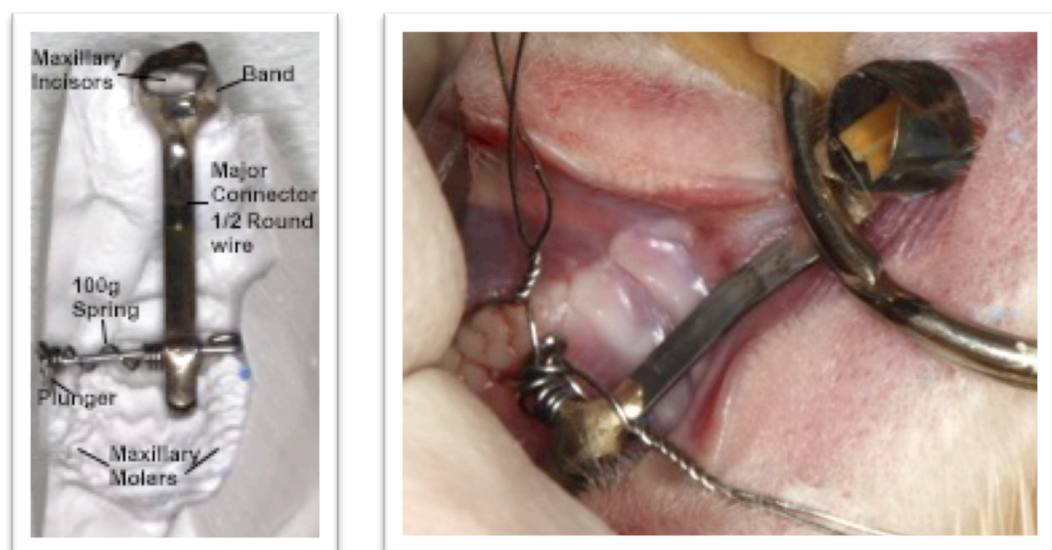 Maxillary
Incisors
Band
Major
Connector
1/2 Round
wire
100g
Spring
Plunger
Maxillary
Molars